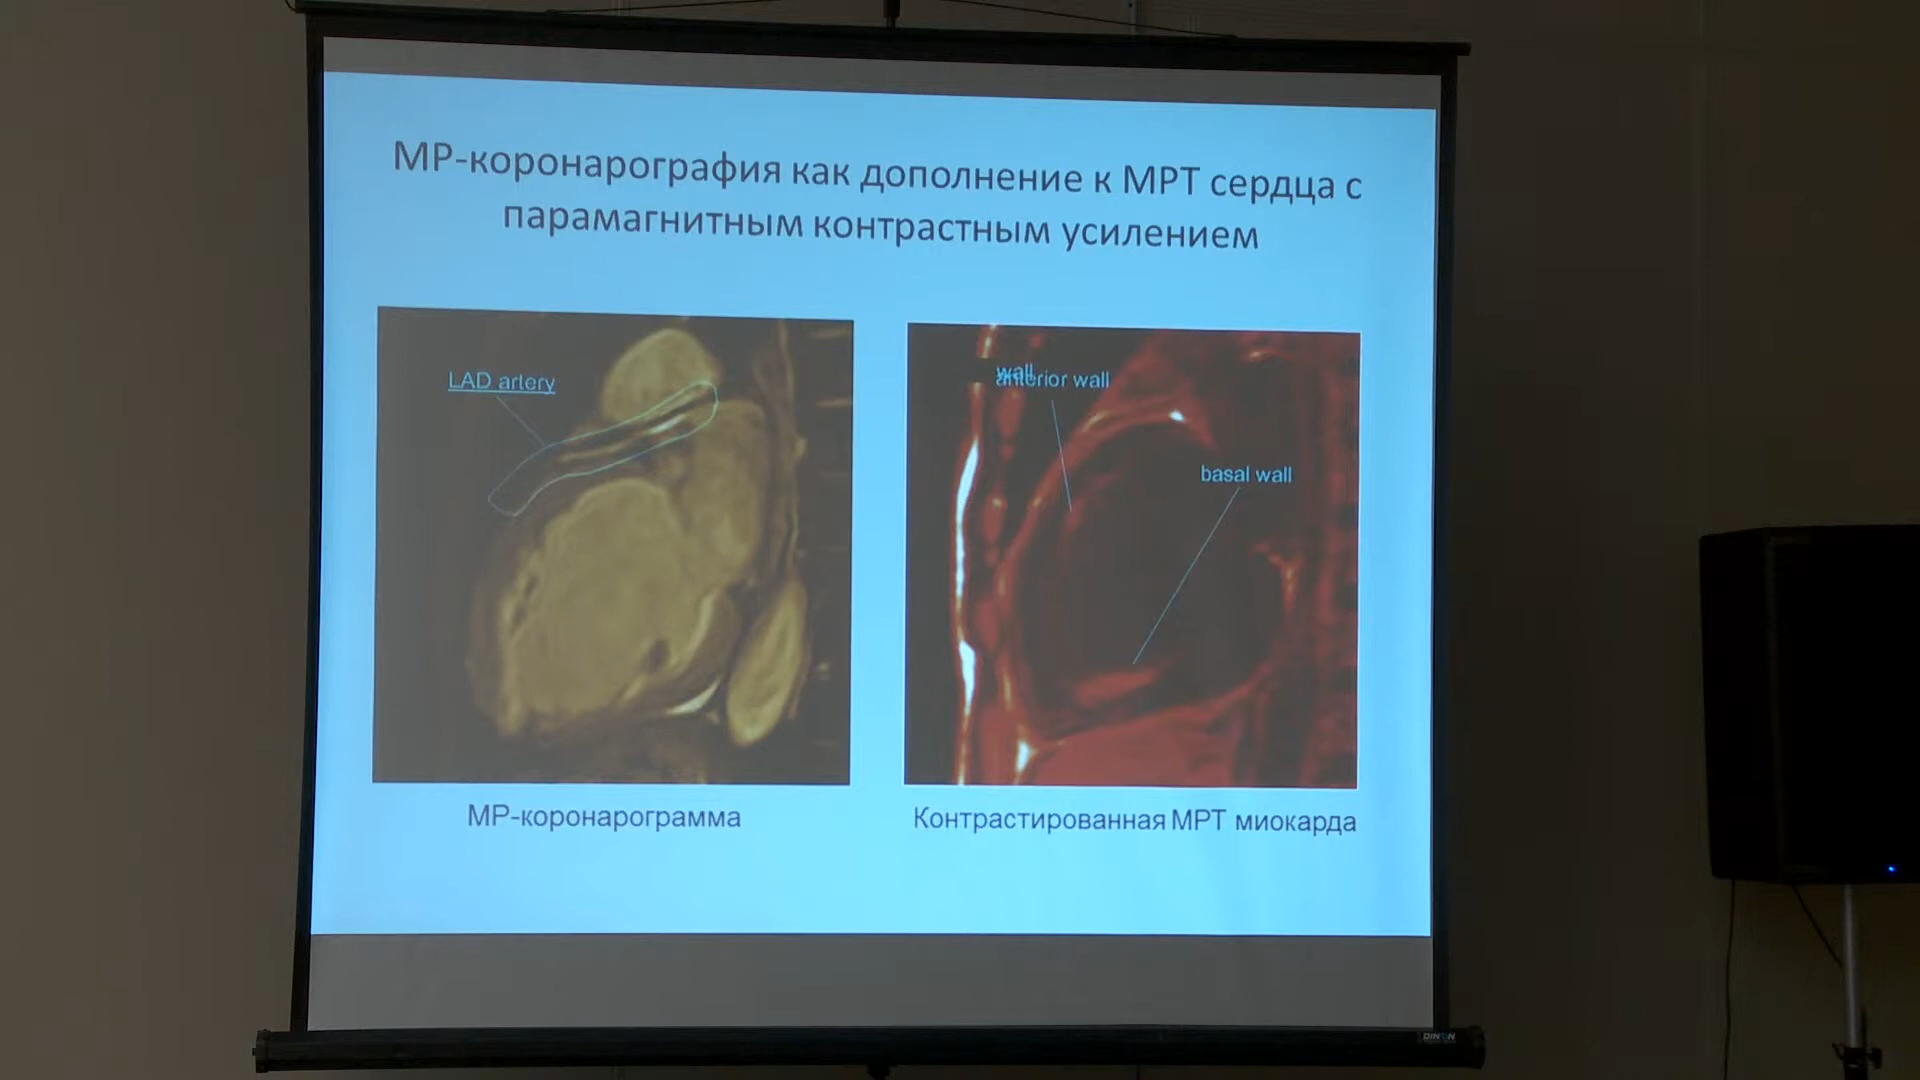 МР-коронарография как дополнение к МРТ сердца с
парамагнитным контрастным усилением
LAD artery
wall
anterior wall
basal wall
МР-коронарограмма
Контрастированная МРТ миокарда
DINON